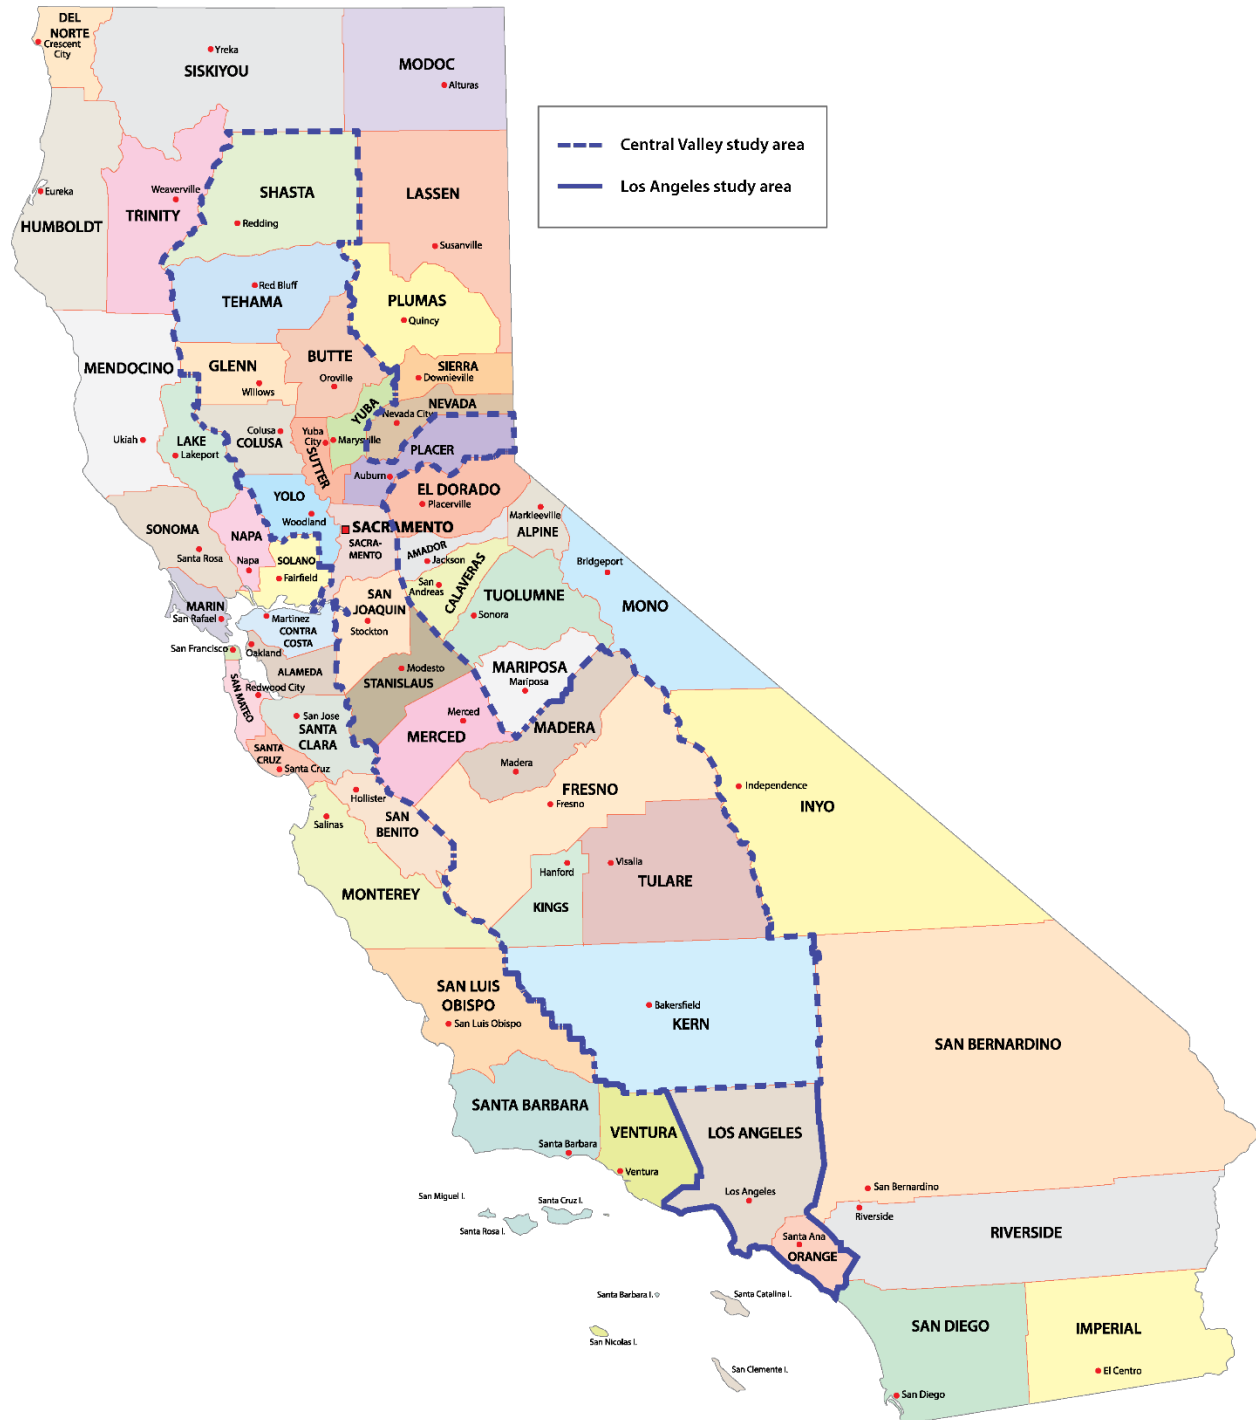 DEL
NORTE
Crescent
City
Yreka
SISKIYOU
MODOC
Alturas
Central Valley study area
Los Angeles study area
Eureka
HUMBOLDT
Weaverville
TRINITY
SHASTA
Redding
LASSEN
Susanville
Red Bluff
TEHAMA
PLUMAS
Quincy
MENDOCINO
Ukiah
GLENN
Willows
BUTTE
Oroville
SIERRA
Downieville
YUBA
Marysville
NEVADA
Nevada City
LAKE
Lakeport
Colusa
COLUSA
Yuba
City
SUTTER
PLACER
Auburn
YOLO
Woodland
EL DORADO
Placerville
SONOMA
Santa Rosa
NAPA
Napa
SOLANO
Fairfield
SACRAMENTO
SACRA-
MENTO
AMADOR
Jackson
Markleeville
ALPINE
San
Andreas
CALAVERAS
TUOLUMNE
Sonora
Bridgeport
MONO
MARIN
San Rafael
Martinez
CONTRA
COSTA
SAN
JOAQUIN
Stockton
San Francisco
Oakland
ALAMEDA
Redwood City
SAN MATEO
Modesto
STANISLAUS
MARIPOSA
Mariposa
San Jose
SANTA
CLARA
Merced
MERCED
MADERA
Madera
SANTA
CRUZ
Santa Cruz
Hollister
SAN
BENITO
Salinas
FRESNO
Fresno
Independence
INYO
MONTEREY
Hanford
KINGS
Visalia
TULARE
SAN LUIS
OBISPO
San Luis Obispo
Bakersfield
KERN
SAN BERNARDINO
San Bernardino
SANTA BARBARA
Santa Barbara
VENTURA
Ventura
LOS ANGELES
Los Angeles
San Miguel I.
Santa Rosa I.
Santa Cruz I.
Riverside
RIVERSIDE
Santa Ana
ORANGE
Santa Barbara I.
Santa Catalina I.
San Nicolas I.
San Clemente I.
SAN DIEGO
San Diego
IMPERIAL
El Centro